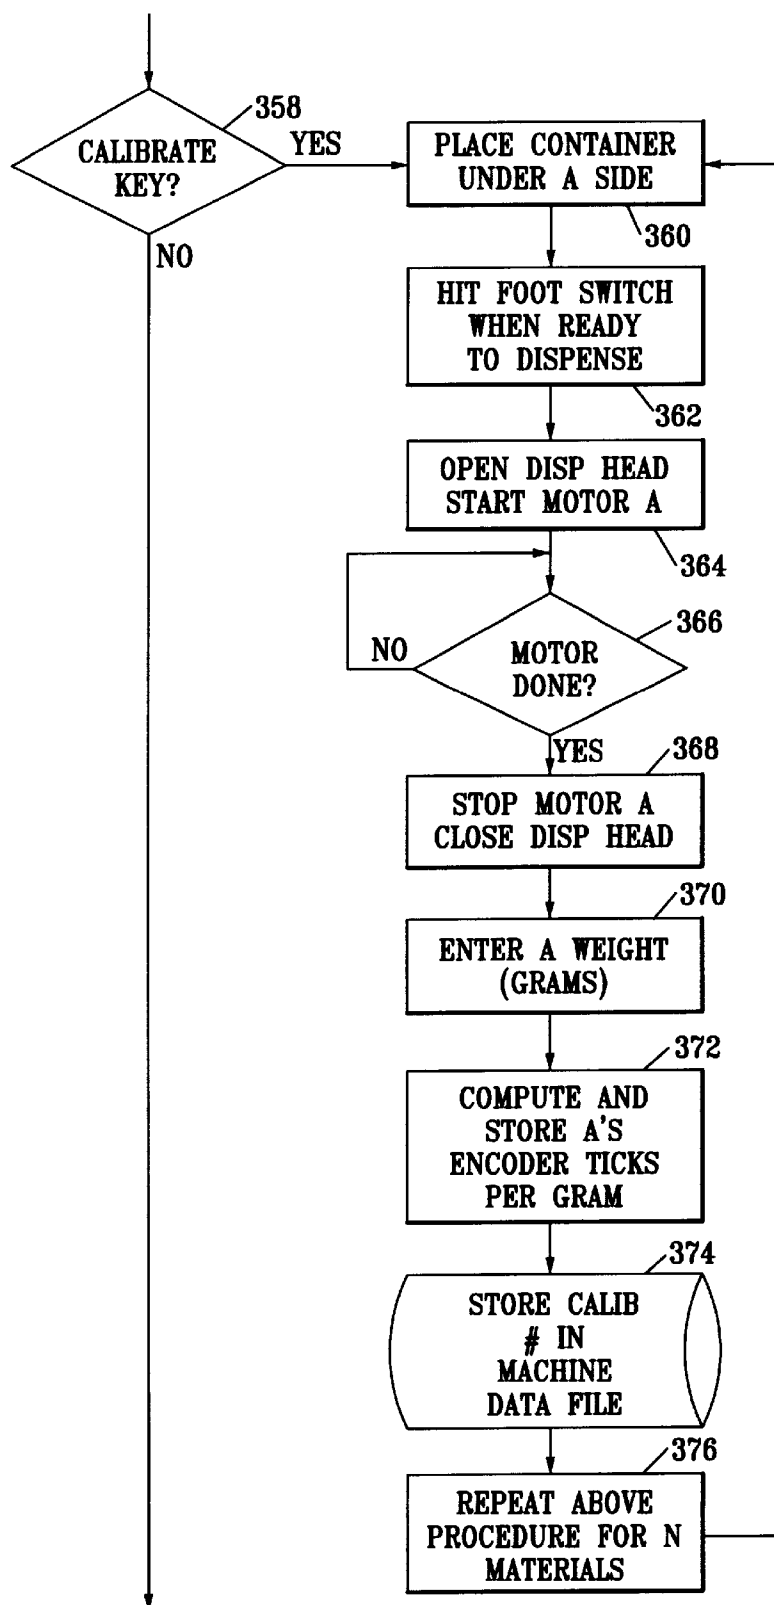 358
CALIBRATE
KEY?
YES
NO
PLACE CONTAINER
UNDER A SIDE
360
HIT FOOT SWITCH
WHEN READY
TO DISPENSE
362
OPEN DISP HEAD
START MOTOR A
364
366
MOTOR
DONE?
NO
YES
368
STOP MOTOR A
CLOSE DISP HEAD
370
ENTER A WEIGHT
(GRAMS)
372
COMPUTE AND
STORE A'S
ENCODER TICKS
PER GRAM
374
STORE CALIB
# IN
MACHINE
DATA FILE
376
REPEAT ABOVE
PROCEDURE FOR N
MATERIALS